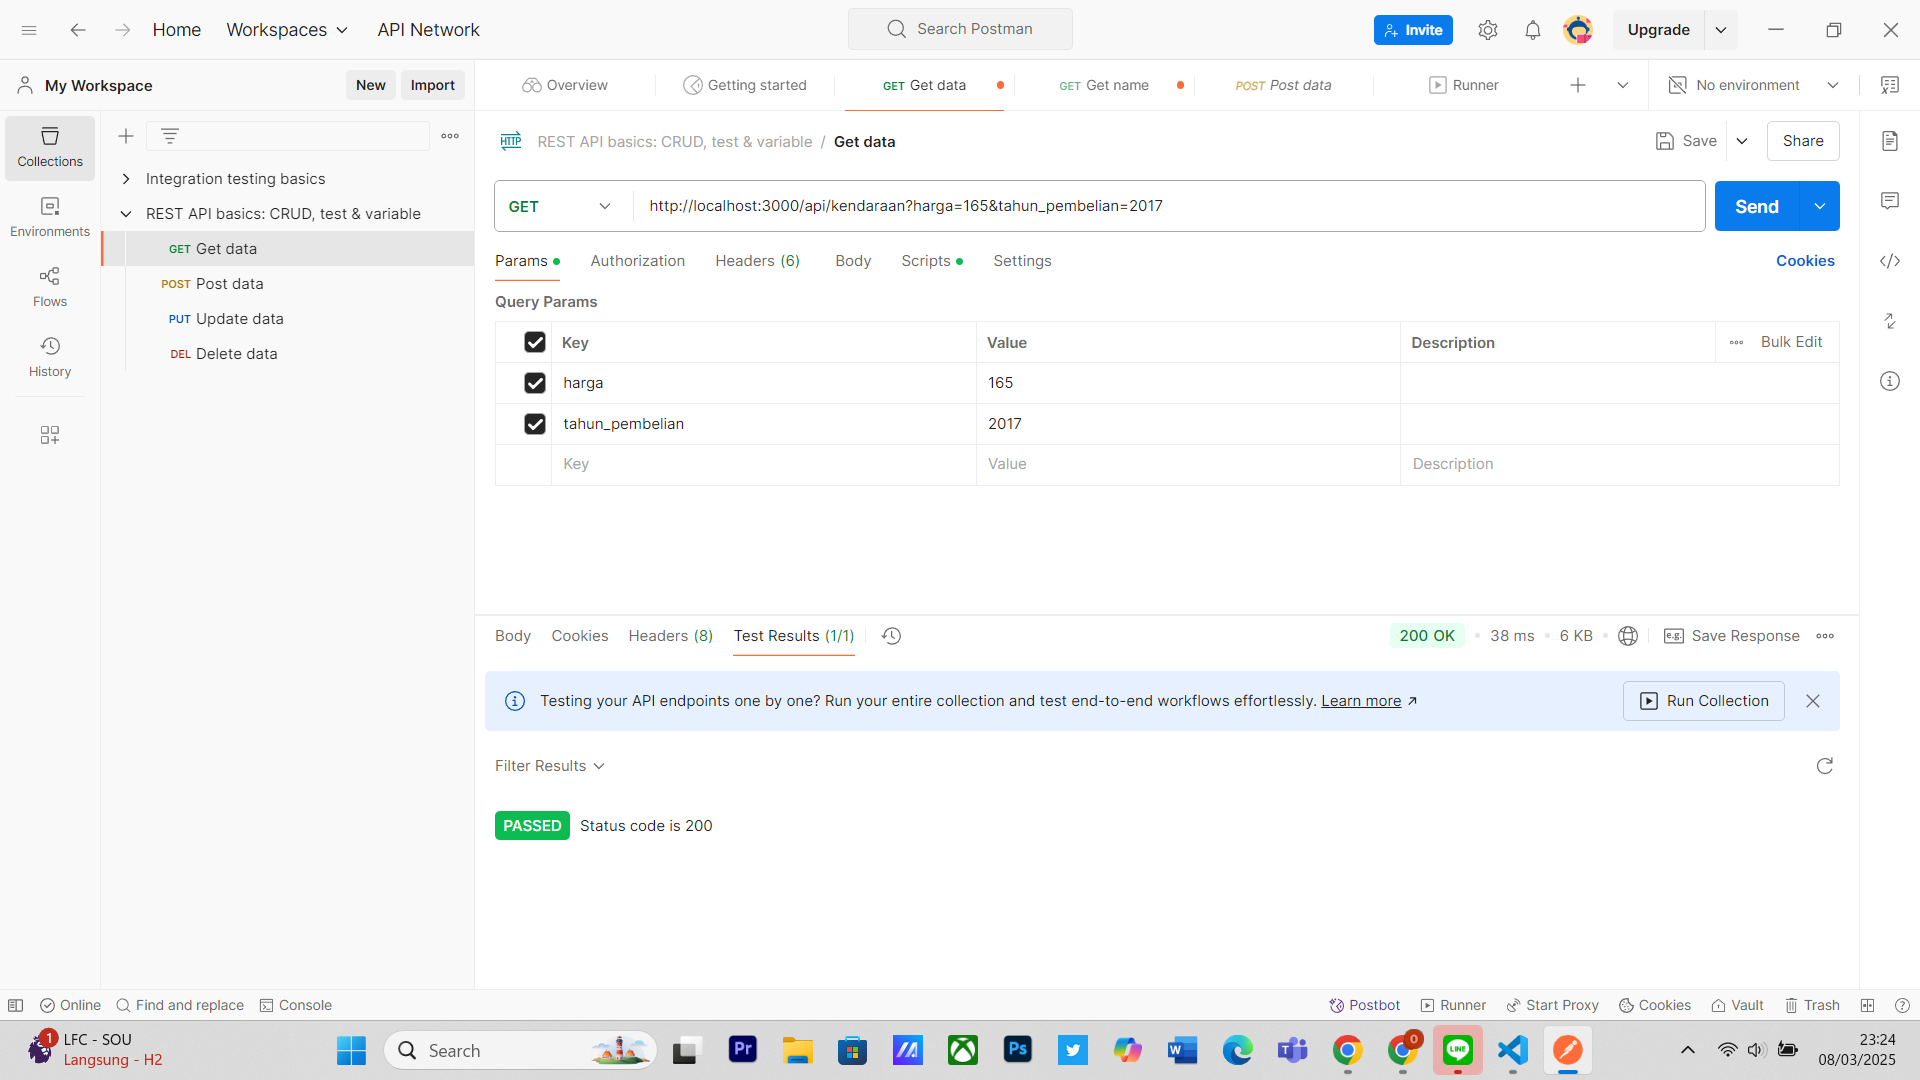 Home Workspaces API Network Search Postman Invite Upgrade
My Workspace New Import Overview Getting started GET Get data GET Get name POST Post data Runner No environment
Collections
Environments
Flows
History
Integration testing basics
REST API basics: CRUD, test & variable
GET Get data
POST Post data
PUT Update data
DEL Delete data
HTTP REST API basics: CRUD, test & variable / Get data Save Share
GET http://localhost:3000/api/kendaraan?harga=165&tahun_pembelian=2017 Send
Params Authorization Headers (6) Body Scripts Settings Cookies
Query Params
Key Value Description Bulk Edit
harga 165
tahun_pembelian 2017
Key Value Description
Body Cookies Headers (8) Test Results (1/1) 200 OK 38 ms 6 KB e.g. Save Response
Testing your API endpoints one by one? Run your entire collection and test end-to-end workflows effortlessly. Learn more Run Collection
Filter Results
PASSED Status code is 200
Online Find and replace Console Postbot Runner Start Proxy Cookies Vault Trash
1 LFC - SOU
Langsung - H2
Search Pr Ps W T LINE 0
23:24
08/03/2025